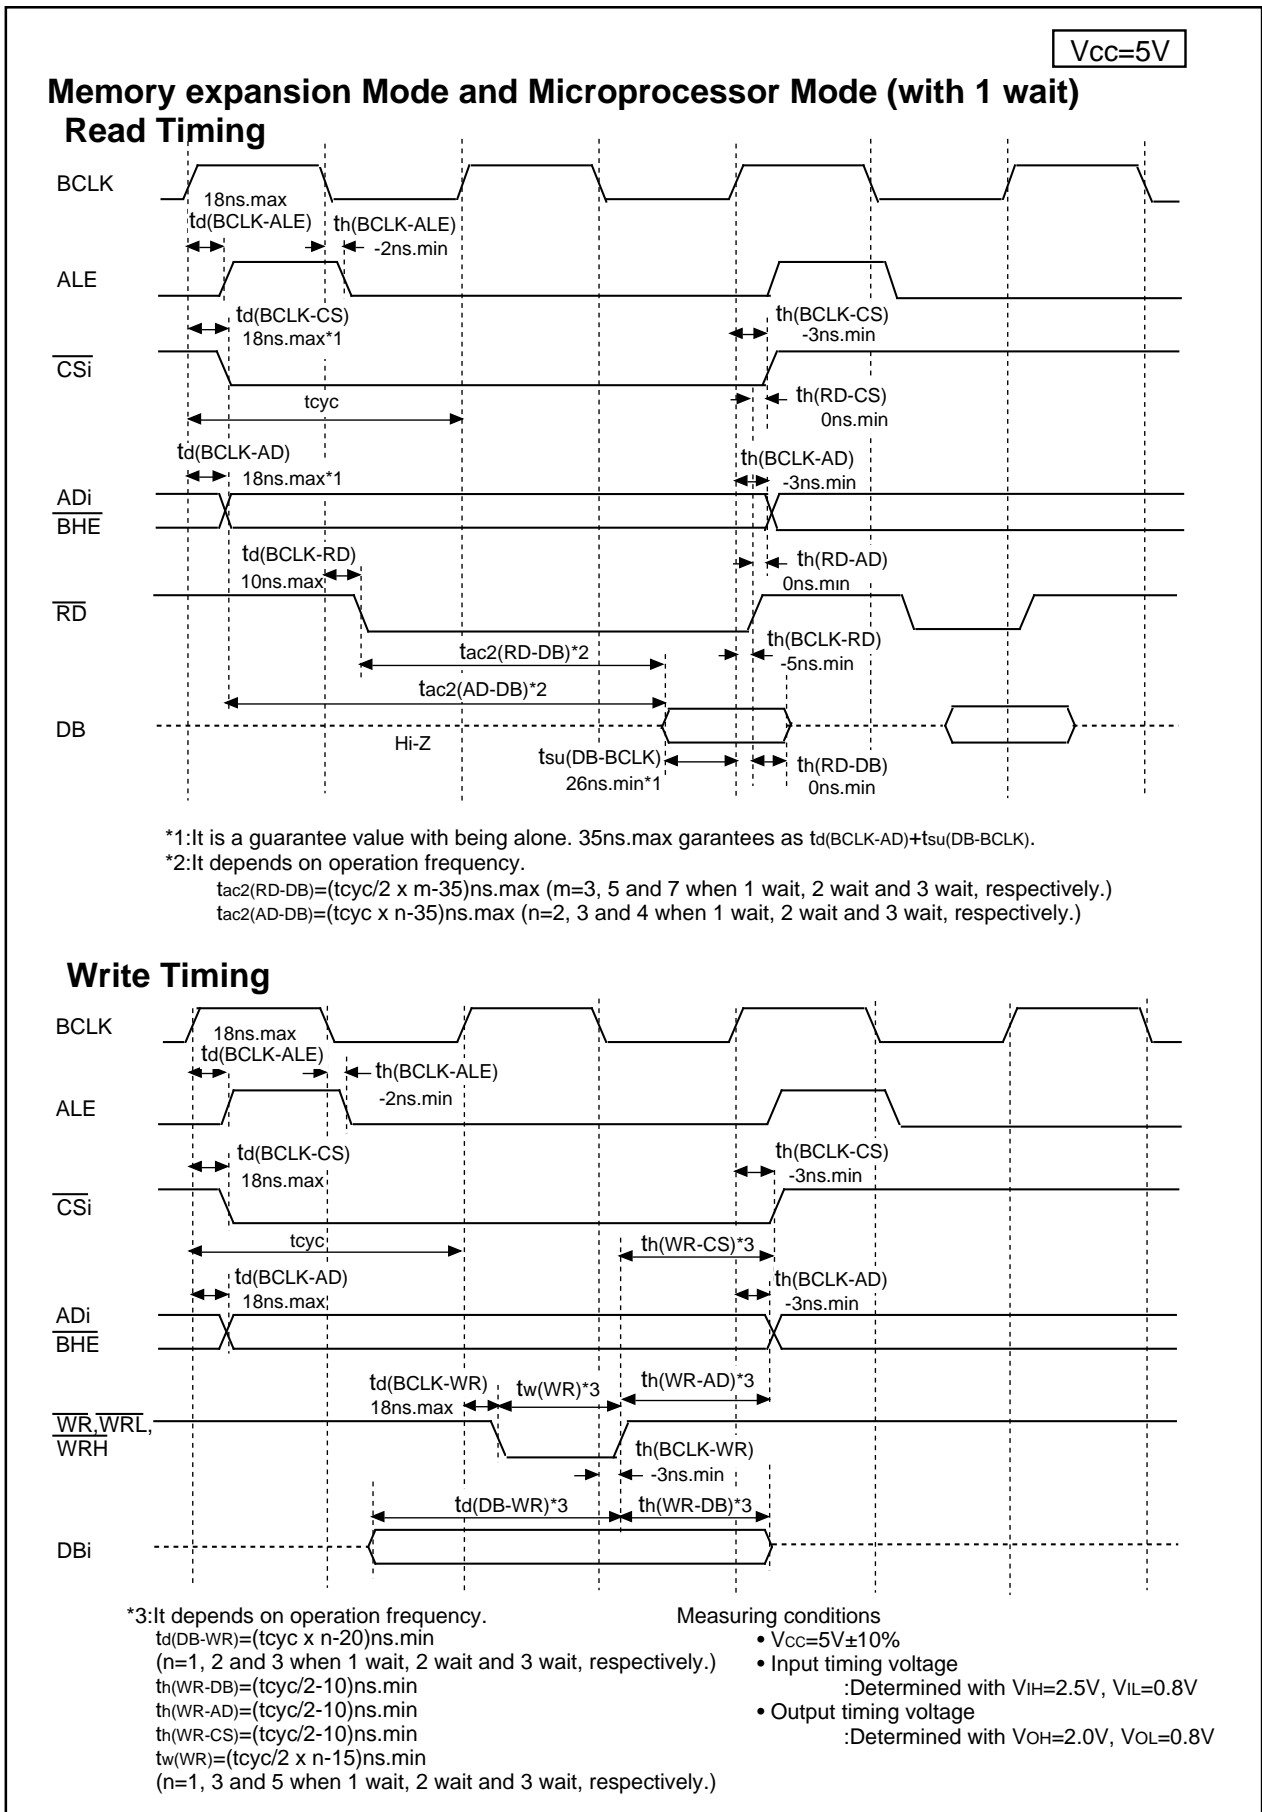 Vcc=5V
Memory expansion Mode and Microprocessor Mode (with 1 wait)
Read Timing
BCLK
18ns.max
td(BCLK-ALE)
th(BCLK-ALE)
-2ns.min
ALE
td(BCLK-CS)
18ns.max*1
th(BCLK-CS)
-3ns.min
CSi
tcyc
th(RD-CS)
0ns.min
td(BCLK-AD)
18ns.max*1
th(BCLK-AD)
-3ns.min
ADi
BHE
td(BCLK-RD)
10ns.max
th(RD-AD)
0ns.min
RD
th(BCLK-RD)
-5ns.min
tac2(RD-DB)*2
tac2(AD-DB)*2
DB
Hi-Z
tsu(DB-BCLK)
26ns.min*1
th(RD-DB)
0ns.min
*1:It is a guarantee value with being alone. 35ns.max garantees as td(BCLK-AD)+tsu(DB-BCLK).
*2:It depends on operation frequency.
tac2(RD-DB)=(tcyc/2 x m-35)ns.max (m=3, 5 and 7 when 1 wait, 2 wait and 3 wait, respectively.)
tac2(AD-DB)=(tcyc x n-35)ns.max (n=2, 3 and 4 when 1 wait, 2 wait and 3 wait, respectively.)
Write Timing
BCLK
18ns.max
td(BCLK-ALE)
th(BCLK-ALE)
-2ns.min
ALE
td(BCLK-CS)
18ns.max
th(BCLK-CS)
-3ns.min
CSi
tcyc
th(WR-CS)*3
td(BCLK-AD)
18ns.max
th(BCLK-AD)
-3ns.min
ADi
BHE
td(BCLK-WR)
18ns.max
tw(WR)*3
th(WR-AD)*3
WR,WRL,
WRH
th(BCLK-WR)
-3ns.min
td(DB-WR)*3
th(WR-DB)*3
DBi
*3:It depends on operation frequency.
td(DB-WR)=(tcyc x n-20)ns.min
(n=1, 2 and 3 when 1 wait, 2 wait and 3 wait, respectively.)
th(WR-DB)=(tcyc/2-10)ns.min
th(WR-AD)=(tcyc/2-10)ns.min
th(WR-CS)=(tcyc/2-10)ns.min
tw(WR)=(tcyc/2 x n-15)ns.min
(n=1, 3 and 5 when 1 wait, 2 wait and 3 wait, respectively.)
Measuring conditions
• VCC=5V±10%
• Input timing voltage
:Determined with VIH=2.5V, VIL=0.8V
• Output timing voltage
:Determined with VOH=2.0V, VOL=0.8V